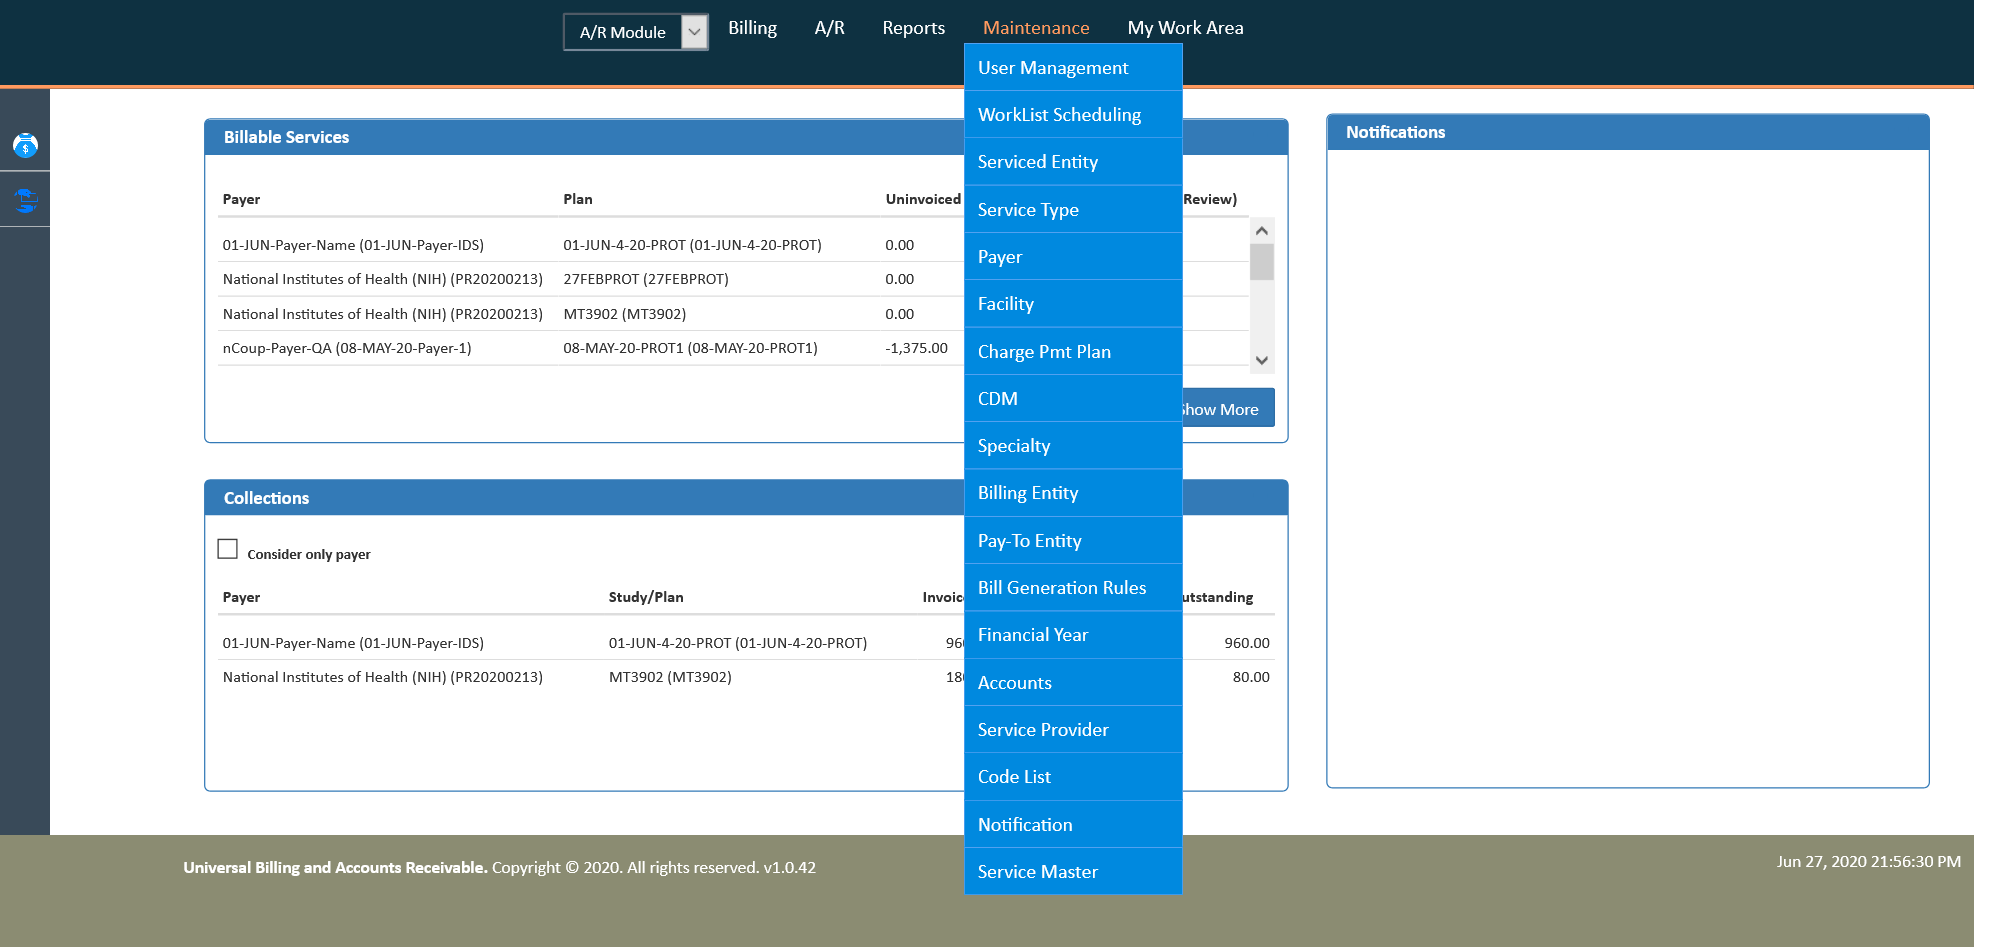 A/R Module Billing A/R Reports Maintenance My Work Area
User Management
WorkList Scheduling
Serviced Entity
Service Type
Payer
Facility
Charge Pmt Plan
CDM
Specialty
Billing Entity
Pay-To Entity
Bill Generation Rules
Financial Year
Accounts
Service Provider
Code List
Notification
Service Master
Billable Services
Payer Plan Uninvoiced Review)
01-JUN-Payer-Name (01-JUN-Payer-IDS) 01-JUN-4-20-PROT (01-JUN-4-20-PROT) 0.00
National Institutes of Health (NIH) (PR20200213) 27FEBPROT (27FEBPROT) 0.00
National Institutes of Health (NIH) (PR20200213) MT3902 (MT3902) 0.00
nCoup-Payer-QA (08-MAY-20-Payer-1) 08-MAY-20-PROT1 (08-MAY-20-PROT1) -1,375.00
Show More
Collections
Consider only payer
Payer Study/Plan
01-JUN-Payer-Name (01-JUN-Payer-IDS) 01-JUN-4-20-PROT (01-JUN-4-20-PROT) 960.00
National Institutes of Health (NIH) (PR20200213) MT3902 (MT3902) 80.00
Notifications
Universal Billing and Accounts Receivable. Copyright © 2020. All rights reserved. v1.0.42
Jun 27, 2020 21:56:30 PM